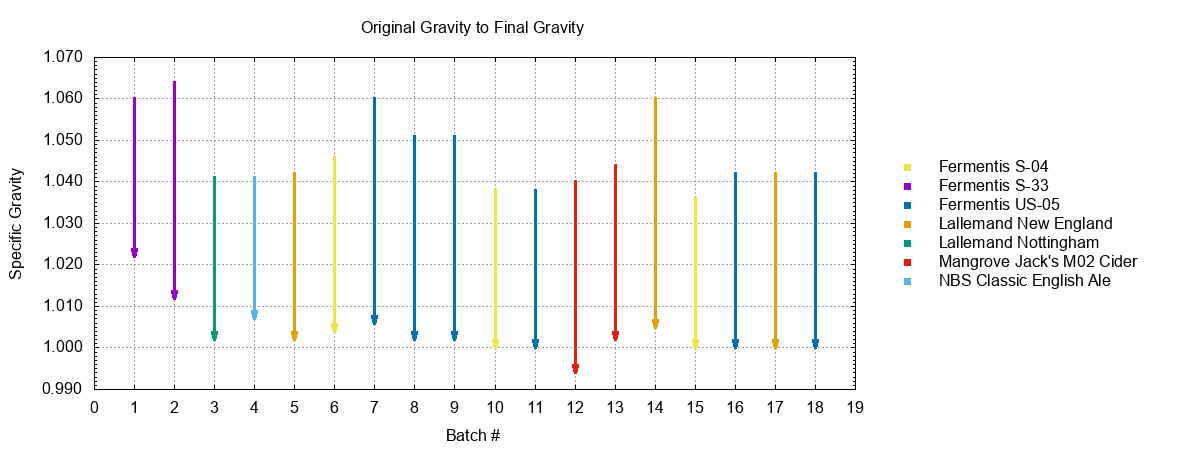 Original Gravity to Final Gravity
1.070
1.060
1.050
1.040
1.030
1.020
1.010
1.000
0.990
Specific Gravity
0 1 2 3 4 5 6 7 8 9 10 11 12 13 14 15 16 17 18 19
Batch #
Fermentis S-04
Fermentis S-33
Fermentis US-05
Lallemand New England
Lallemand Nottingham
Mangrove Jack's M02 Cider
NBS Classic English Ale